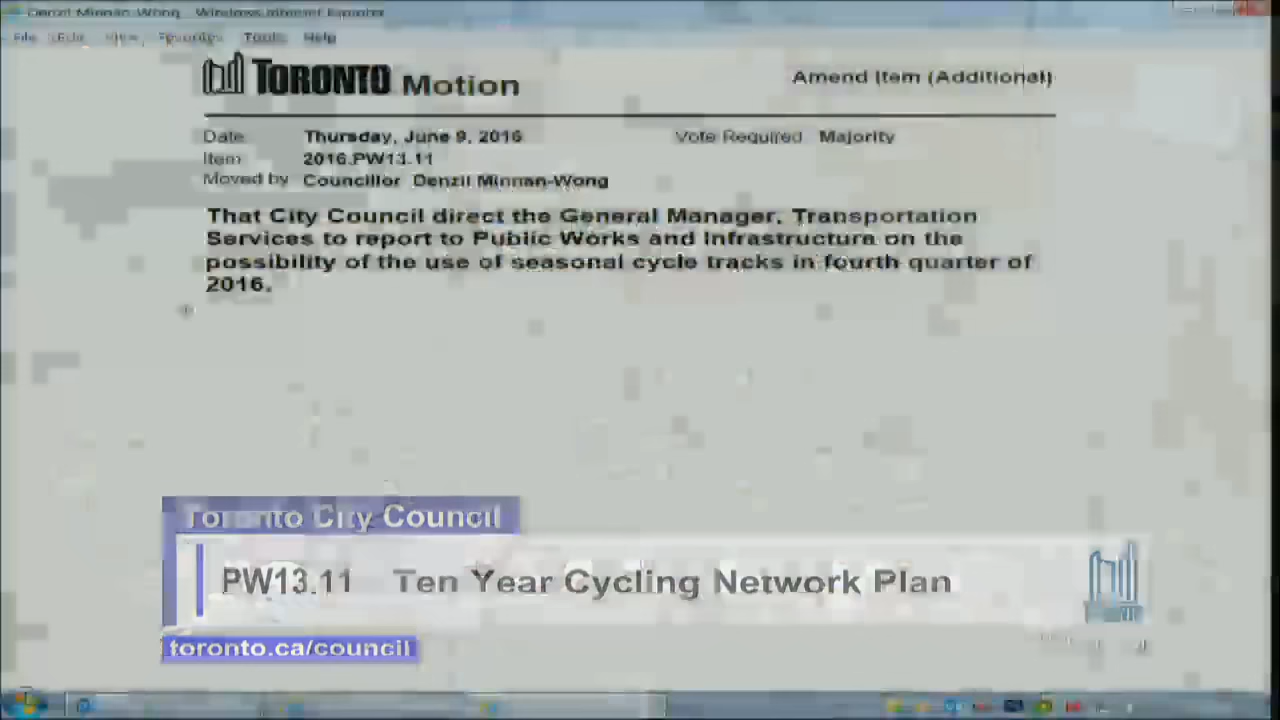 Denzil Minnan-Wong - Windows Internet Explorer
File Edit View Favorites Tools Help
TORONTO Motion
Amend Item (Additional)
Date: Thursday, June 9, 2016
Vote Required: Majority
Item: 2016.PW13.11
Moved by: Councillor Denzil Minnan-Wong
That City Council direct the General Manager, Transportation
Services to report to Public Works and Infrastructure on the
possibility of the use of seasonal cycle tracks in fourth quarter of
2016.
Toronto City Council
PW13.11 Ten Year Cycling Network Plan
toronto.ca/council